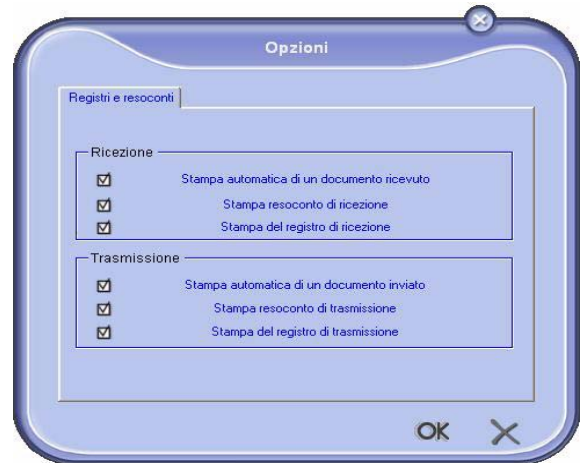 Opzioni
Registri e resoconti
Ricezione
Stampa automatica di un documento ricevuto
Stampa resoconto di ricezione
Stampa del registro di ricezione
Trasmissione
Stampa automatica di un documento inviato
Stampa resoconto di trasmissione
Stampa del registro di trasmissione
OK